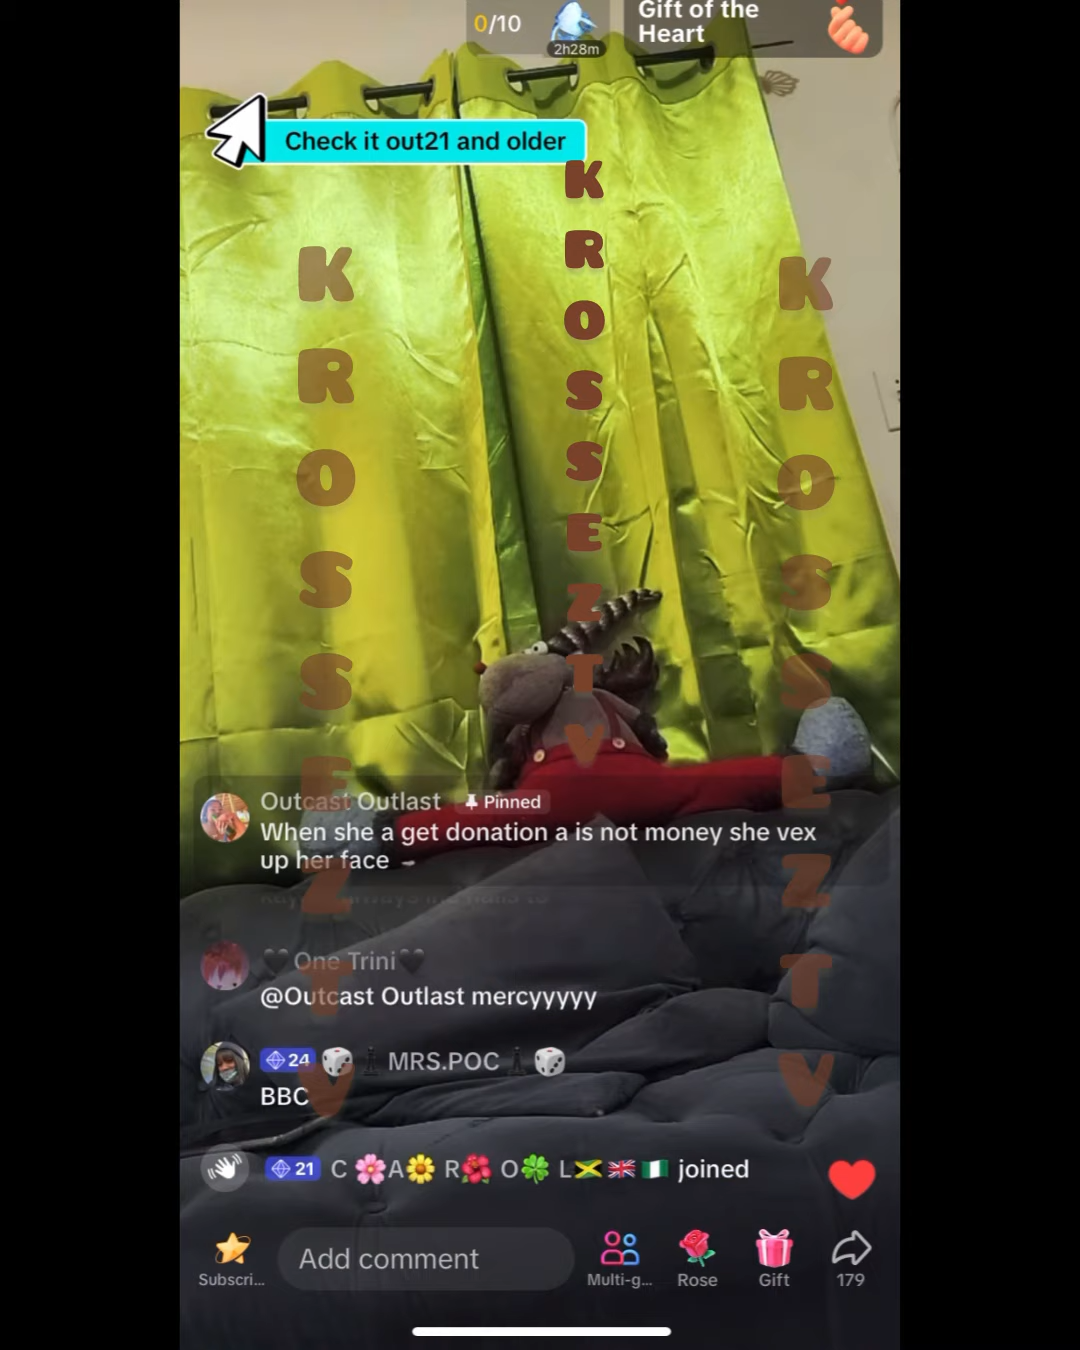 0/10
2h28m
Gift of the
Heart
Check it out21 and older
KROSSEZTV
KROSSEZTV
KROSSEZTV
Outcast Outlast Pinned
When she a get donation a is not money she vex
up her face
🖤 One Trini🖤
@Outcast Outlast mercyyyyy
24 🎲♟ MRS.POC ♟🎲
BBC
21 C 🌸A🌼 R🌺 O🍀 L🇯🇲🇬🇧🇳🇬 joined
Add comment
Subscri...
Multi-g...
Rose
Gift
179